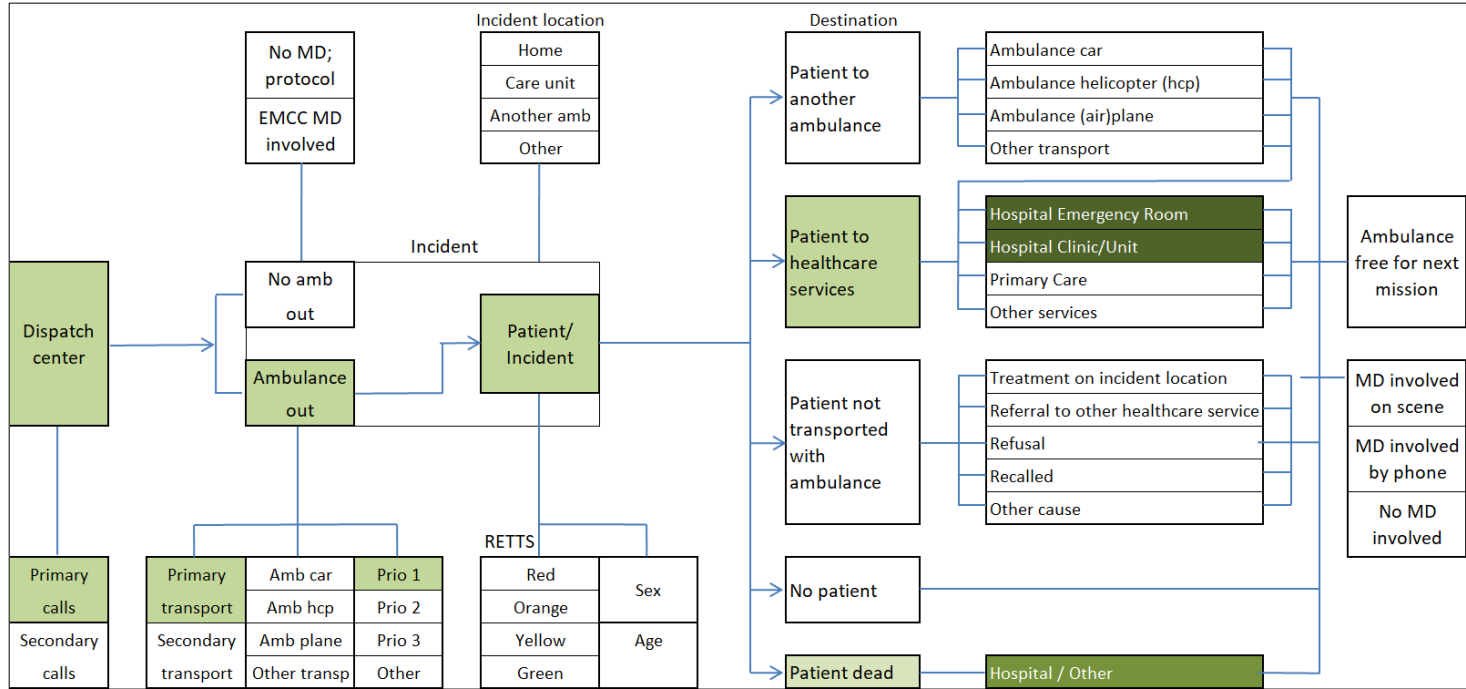 Incident location
Destination
No MD;
protocol
EMCC MD
involved
Home
Care unit
Another amb
Other
Patient to
another
ambulance
Ambulance car
Ambulance helicopter (hcp)
Ambulance (air)plane
Other transport
Incident
Dispatch
center
No amb
out
Ambulance
out
Patient/
Incident
Patient to
healthcare
services
Hospital Emergency Room
Hospital Clinic/Unit
Primary Care
Other services
Ambulance
free for next
mission
Patient not
transported
with
ambulance
Treatment on incident location
Referral to other healthcare service
Refusal
Recalled
Other cause
MD involved
on scene
MD involved
by phone
No MD
involved
Primary
calls
Secondary
calls
Primary
transport
Secondary
transport
Amb car
Amb hcp
Amb plane
Other transp
Prio 1
Prio 2
Prio 3
Other
RETTS
Red
Orange
Yellow
Green
Sex
Age
No patient
Patient dead
Hospital / Other